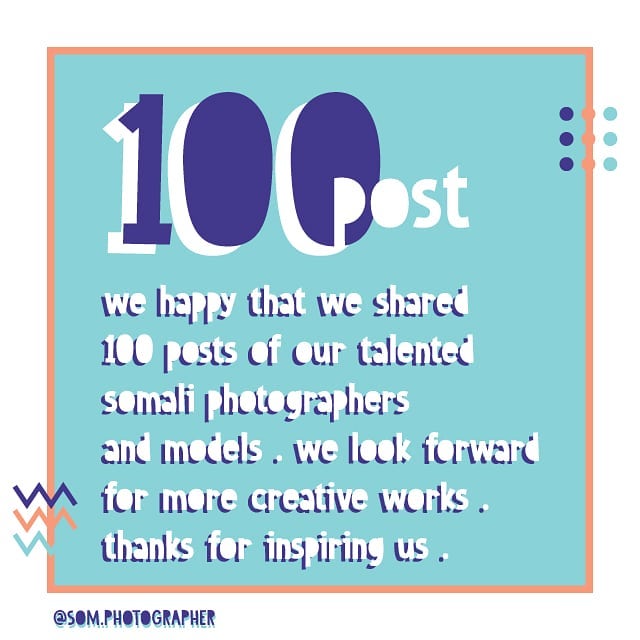 100 post
we happy that we shared
100 posts of our talented
somali photographers
and models . we look forward
for more creative works .
thanks for inspiring us .
@SOM.PHOTOGRAPHER